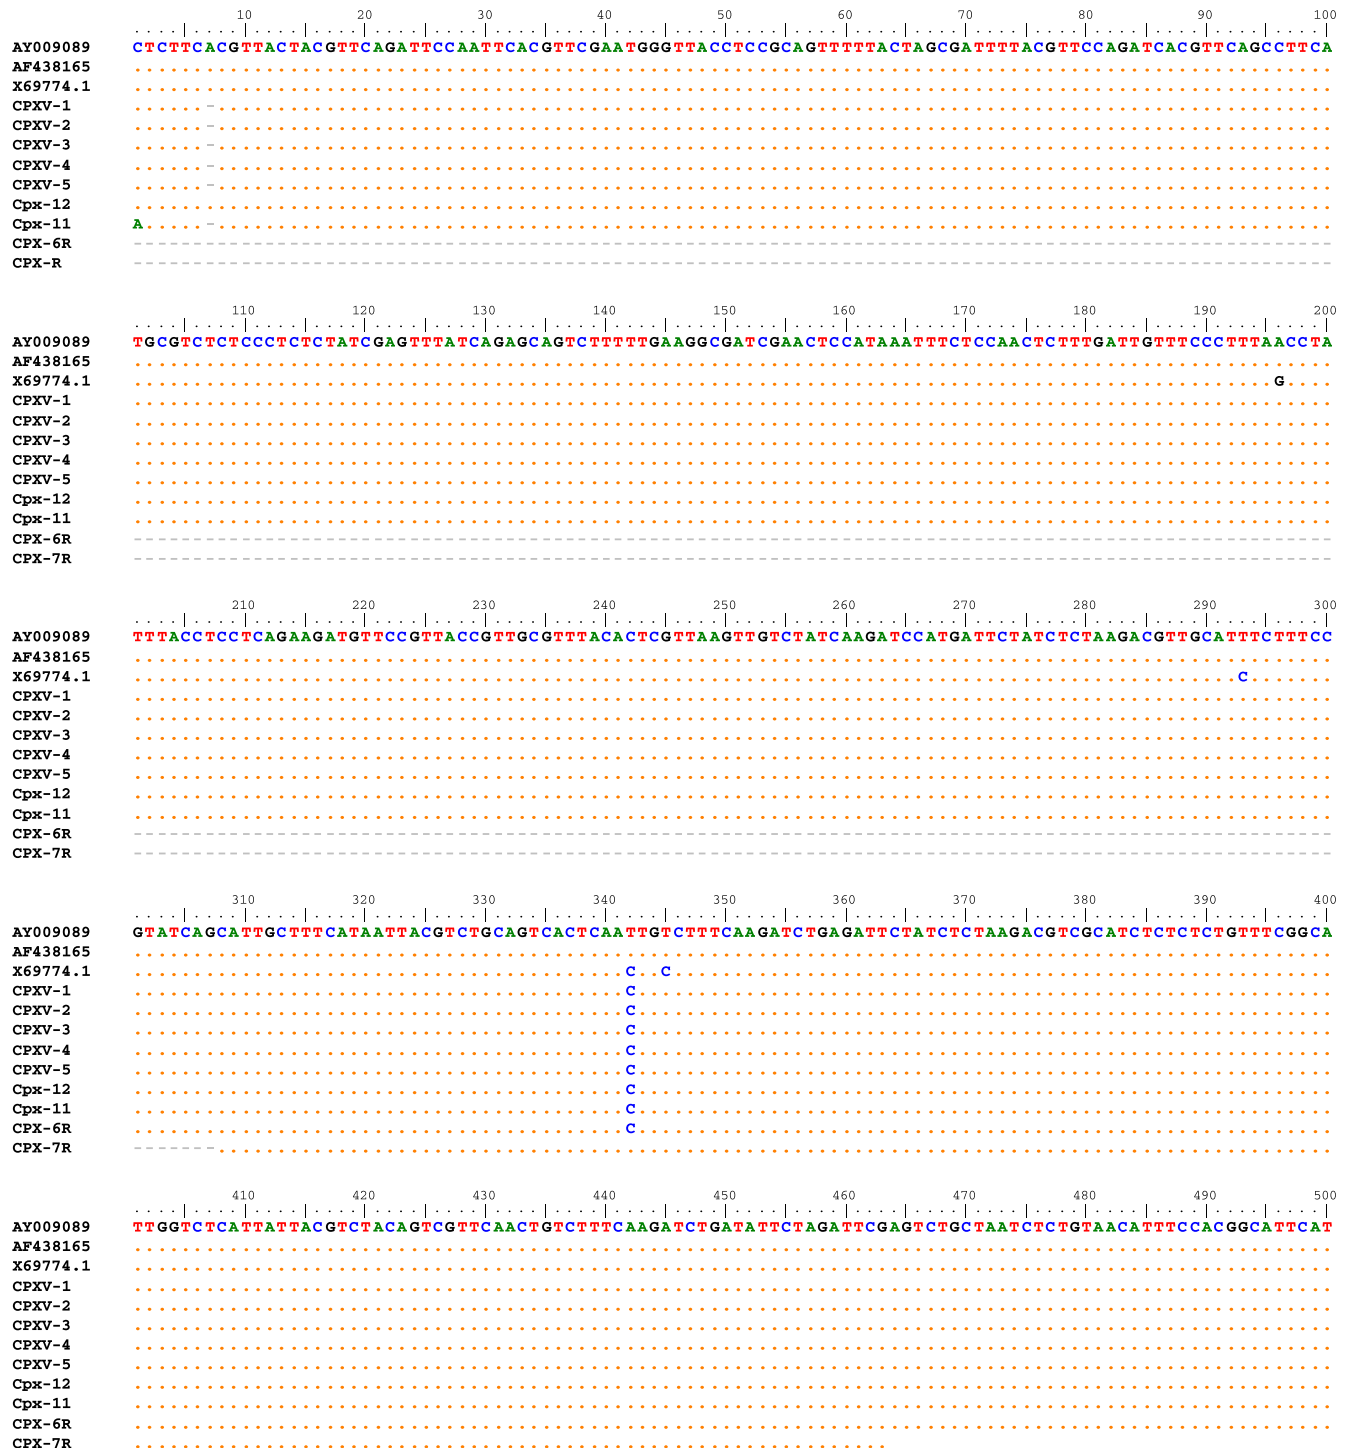 10 20 30 40 50 60 70 80 90 100
AY009089 CTCTTCACGTTACTACGTTCAGATTCCAATTCACGTTCGAATGGGTTACCTCCGCAGTTTTTACTAGCGATTTTACGTTCCAGATCACGTTCAGCCTTCA
AF438165
X69774.1
CPXV-1 -
CPXV-2 -
CPXV-3 -
CPXV-4 -
CPXV-5 -
Cpx-12
Cpx-11 A -
CPX-6R
CPX-R
110 120 130 140 150 160 170 180 190 200
AY009089 TGCGTCTCTCCCTCTCTATCGAGTTTATCAGAGCAGTCTTTTTGAAGGCGATCGAACTCCATAAATTTCTCCAACTCTTTGATTGTTTCCCTTTAACCTA
AF438165
X69774.1 G
CPXV-1
CPXV-2
CPXV-3
CPXV-4
CPXV-5
Cpx-12
Cpx-11
CPX-6R
CPX-7R
210 220 230 240 250 260 270 280 290 300
AY009089 TTTACCTCCTCAGAAGATGTTCCGTTACCGTTGCGTTTACACTCGTTAAGTTGTCTATCAAGATCCATGATTCTATCTCTAAGACGTTGCATTTCTTTCC
AF438165
X69774.1 C
CPXV-1
CPXV-2
CPXV-3
CPXV-4
CPXV-5
Cpx-12
Cpx-11
CPX-6R
CPX-7R
310 320 330 340 350 360 370 380 390 400
AY009089 GTATCAGCATTGCTTTCATAATTACGTCTGCAGTCACTCAATTGTCTTTCAAGATCTGAGATTCTATCTCTAAGACGTCGCATCTCTCTCTGTTTCGGCA
AF438165
X69774.1 C C
CPXV-1 C
CPXV-2 C
CPXV-3 C
CPXV-4 C
CPXV-5 C
Cpx-12 C
Cpx-11 C
CPX-6R C
CPX-7R
410 420 430 440 450 460 470 480 490 500
AY009089 TTGGTCTCATTATTACGTCTACAGTCGTTCAACTGTCTTTCAAGATCTGATATTCTAGATTCGAGTCTGCTAATCTCTGTAACATTTCCACGGCATTCAT
AF438165
X69774.1
CPXV-1
CPXV-2
CPXV-3
CPXV-4
CPXV-5
Cpx-12
Cpx-11
CPX-6R
CPX-7R